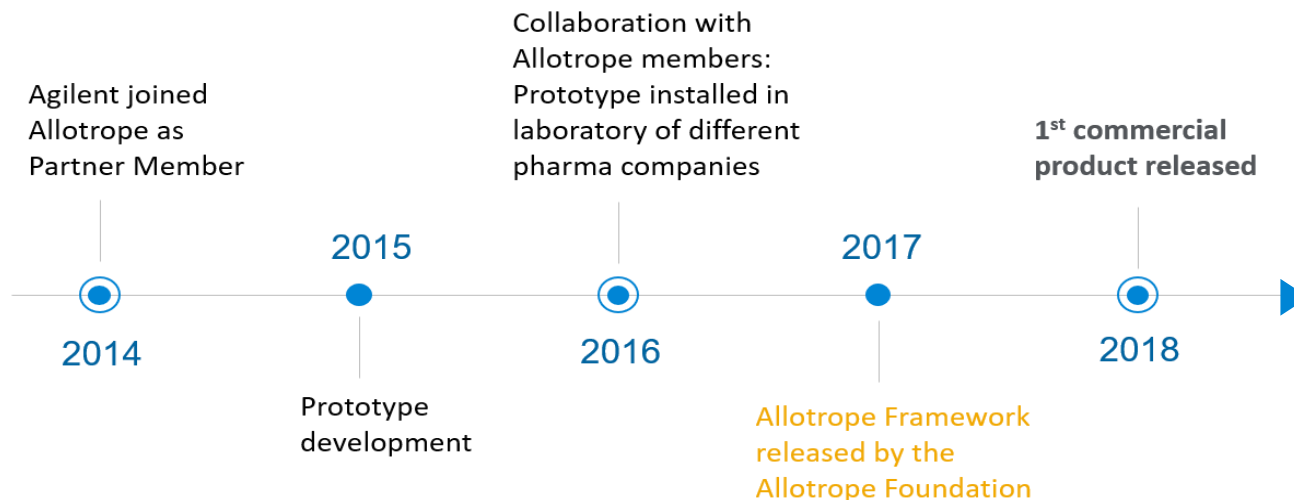 Agilent joined
Allotrope as
Partner Member
2014
2015
Prototype
development
Collaboration with
Allotrope members:
Prototype installed in
laboratory of different
pharma companies
2016
2017
Allotrope Framework
released by the
Allotrope Foundation
1st commercial
product released
2018